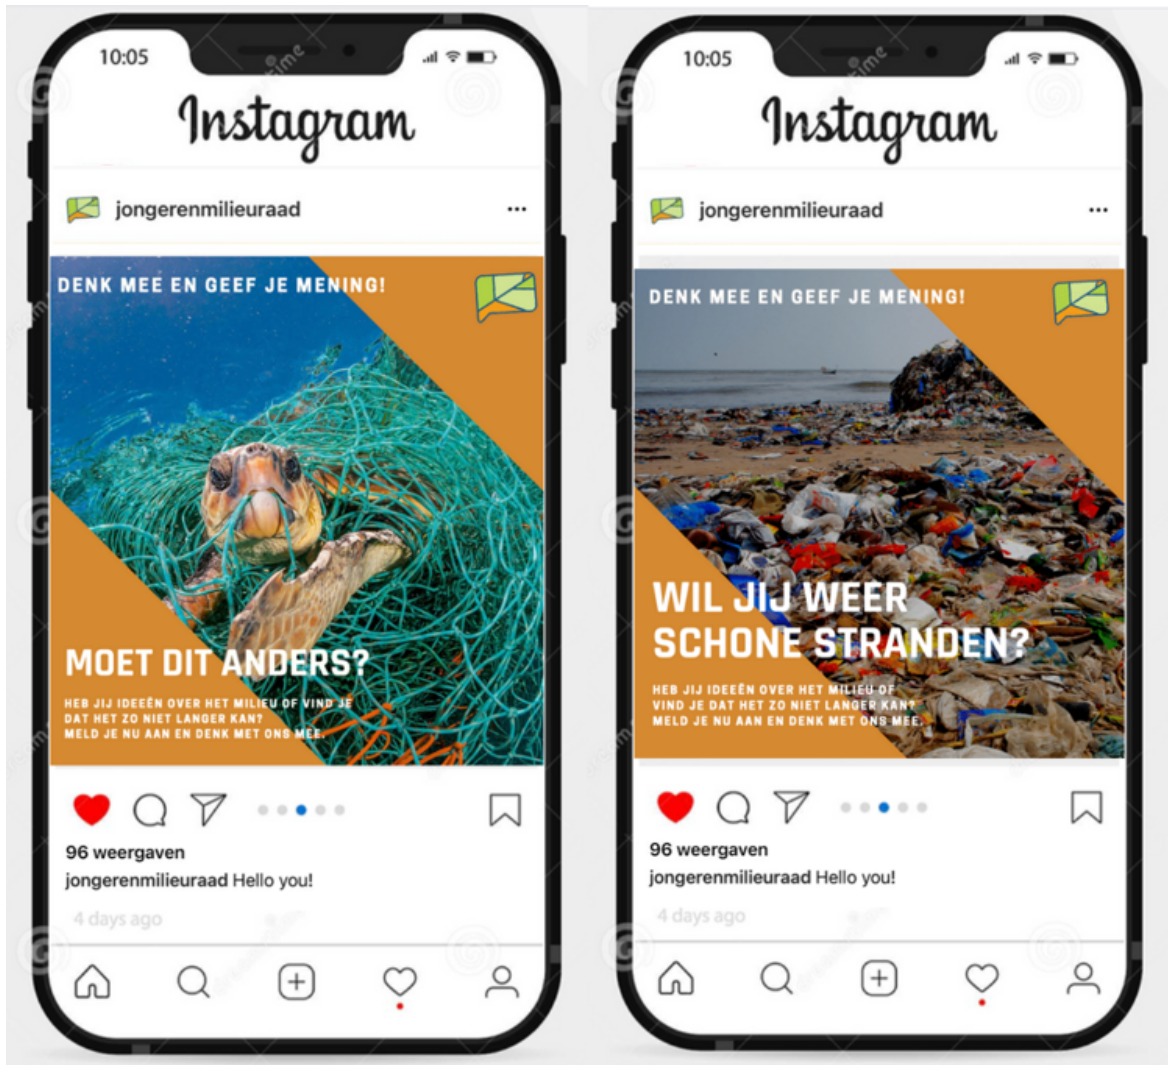 10:05
Instagram
jongerenmilieuraad
DENK MEE EN GEEF JE MENING!
MOET DIT ANDERS?
HEB JIJ IDEEËN OVER HET MILIEU OF VIND JE
DAT HET ZO NIET LANGER KAN?
MELD JE NU AAN EN DENK MET ONS MEE.
96 weergaven
jongerenmilieuraad Hello you!
4 days ago
10:05
Instagram
jongerenmilieuraad
DENK MEE EN GEEF JE MENING!
WIL JIJ WEER
SCHONE STRANDEN?
HEB JIJ IDEEËN OVER HET MILIEU OF
VIND JE DAT HET ZO NIET LANGER KAN?
MELD JE NU AAN EN DENK MET ONS MEE.
96 weergaven
jongerenmilieuraad Hello you!
4 days ago